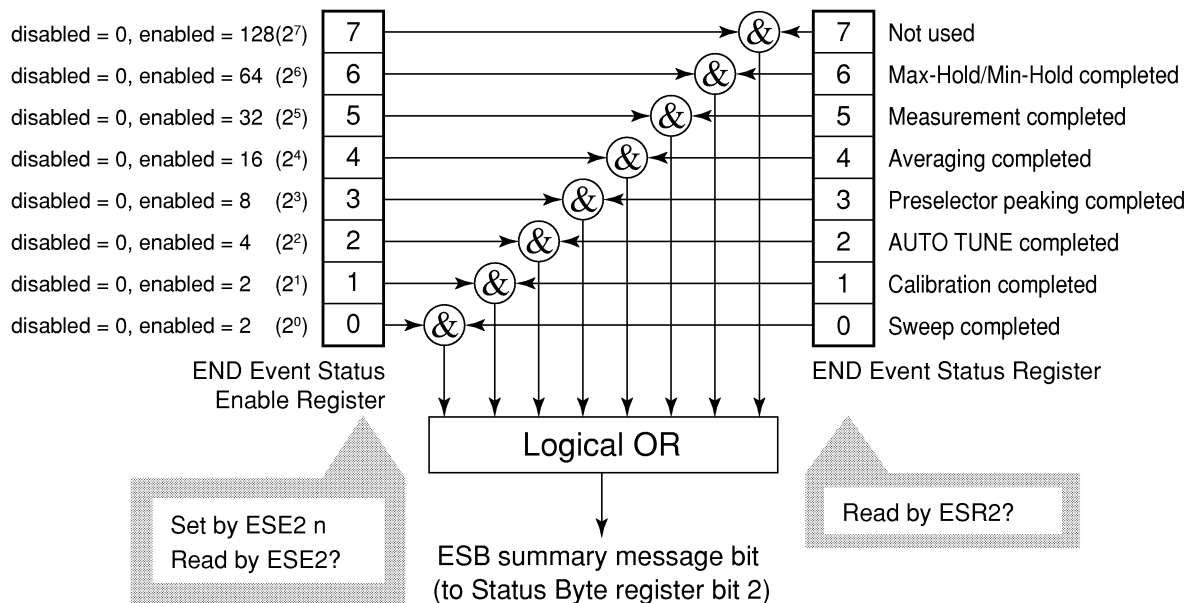 disabled = 0, enabled = 128(2⁷) 7 & 7 Not used
disabled = 0, enabled = 64 (2⁶) 6 & 6 Max-Hold/Min-Hold completed
disabled = 0, enabled = 32 (2⁵) 5 & 5 Measurement completed
disabled = 0, enabled = 16 (2⁴) 4 & 4 Averaging completed
disabled = 0, enabled = 8 (2³) 3 & 3 Preselector peaking completed
disabled = 0, enabled = 4 (2²) 2 & 2 AUTO TUNE completed
disabled = 0, enabled = 2 (2¹) 1 & 1 Calibration completed
disabled = 0, enabled = 2 (2⁰) 0 & 0 Sweep completed
END Event Status
Enable Register
END Event Status Register
Logical OR
Set by ESE2 n
Read by ESE2?
Read by ESR2?
ESB summary message bit
(to Status Byte register bit 2)